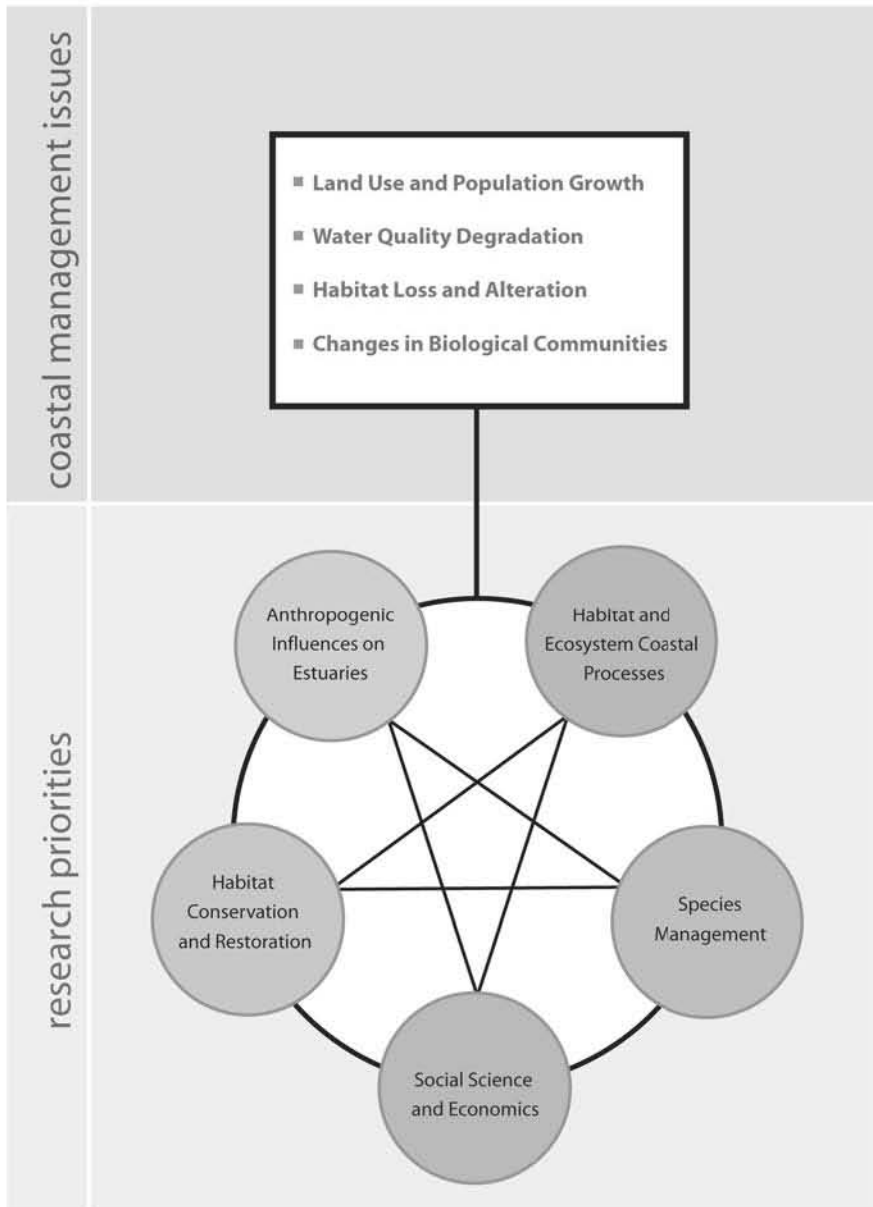 coastal management issues
■ Land Use and Population Growth
■ Water Quality Degradation
■ Habitat Loss and Alteration
■ Changes in Biological Communities
research priorities
Anthropogenic
Influences on
Estuaries
Habitat and
Ecosystem Coastal
Processes
Habitat
Conservation
and Restoration
Species
Management
Social Science
and Economics